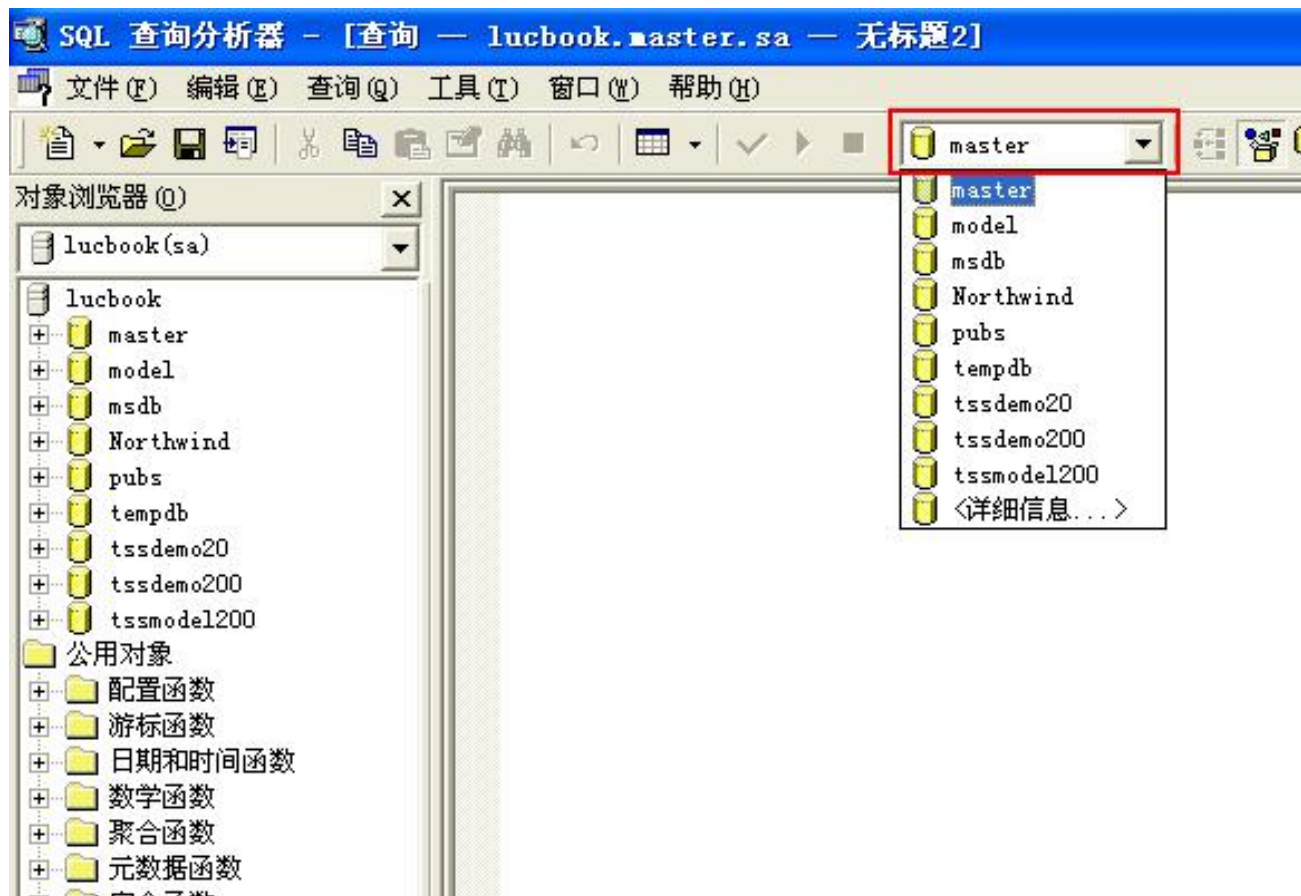 SQL 查询分析器 - [查询 — lucbook.master.sa — 无标题2]
文件(F) 编辑(E) 查询(Q) 工具(T) 窗口(W) 帮助(H)
master
对象浏览器(O)
lucbook(sa)
lucbook
master
model
msdb
Northwind
pubs
tempdb
tssdemo20
tssdemo200
tssmodel200
公用对象
配置函数
游标函数
日期和时间函数
数学函数
聚合函数
元数据函数
master
model
msdb
Northwind
pubs
tempdb
tssdemo20
tssdemo200
tssmodel200
<详细信息...>